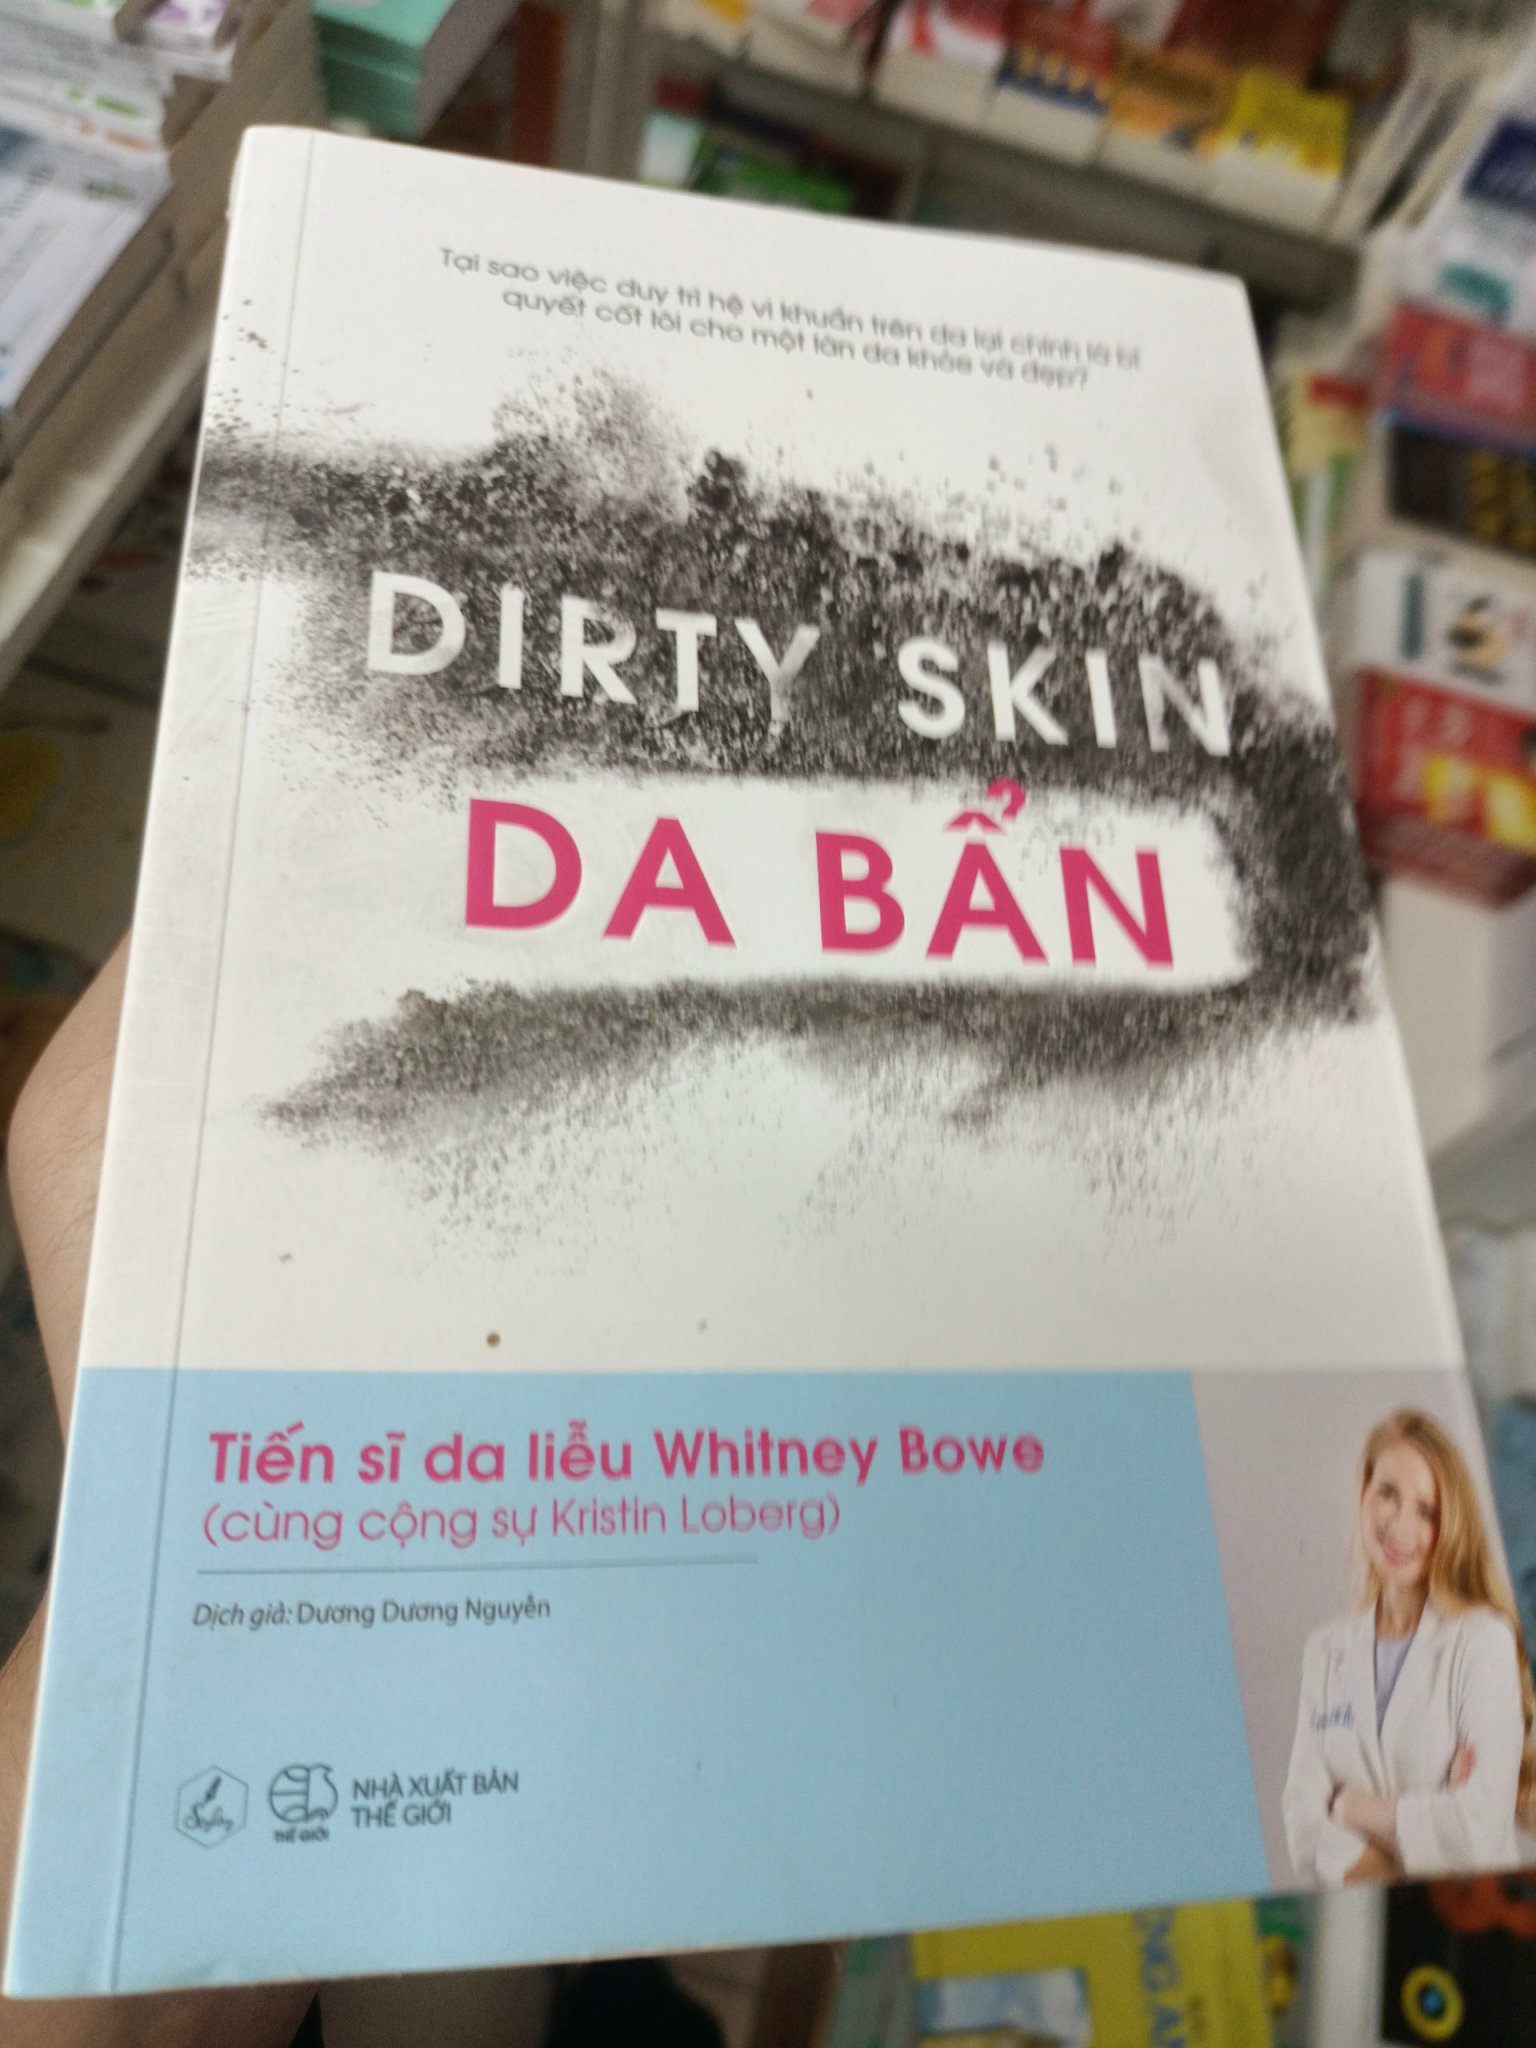 Tại sao việc duy trì hệ vi khuẩn trên da lại chính là bí
quyết cốt lõi cho một làn da khỏe và đẹp?
DIRTY SKIN
DA BẨN
Tiến sĩ da liễu Whitney Bowe
(cùng cộng sự Kristin Loberg)
Dịch giả: Dương Dương Nguyễn
NHÀ XUẤT BẢN
THẾ GIỚI
THẾ GIỚI